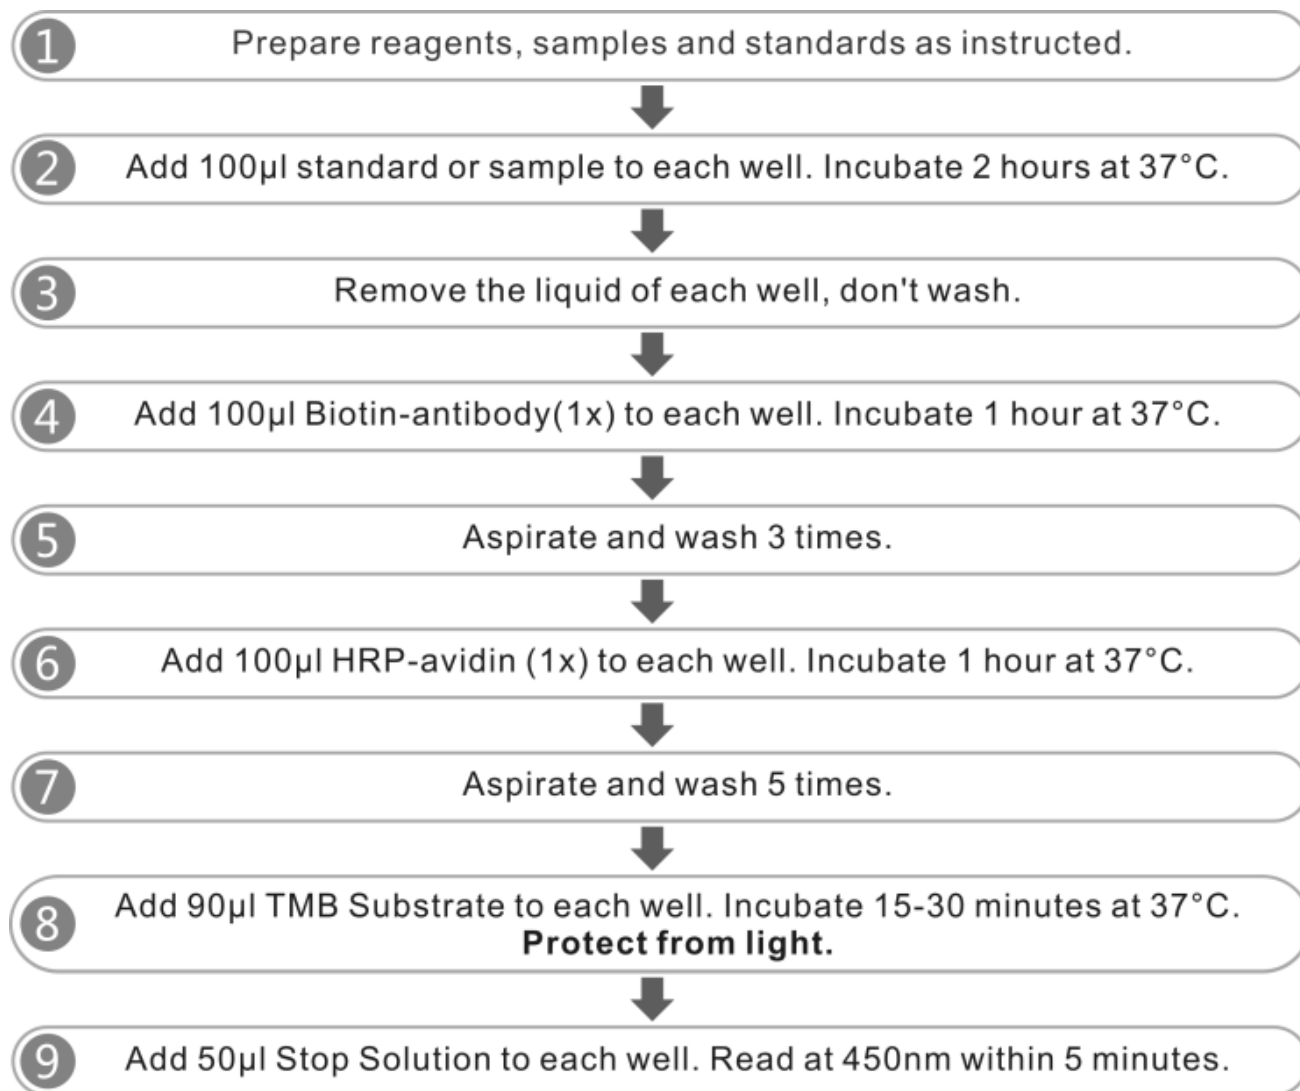 1 Prepare reagents, samples and standards as instructed.
2 Add 100µl standard or sample to each well. Incubate 2 hours at 37°C.
3 Remove the liquid of each well, don't wash.
4 Add 100µl Biotin-antibody(1x) to each well. Incubate 1 hour at 37°C.
5 Aspirate and wash 3 times.
6 Add 100µl HRP-avidin (1x) to each well. Incubate 1 hour at 37°C.
7 Aspirate and wash 5 times.
8 Add 90µl TMB Substrate to each well. Incubate 15-30 minutes at 37°C.
Protect from light.
9 Add 50µl Stop Solution to each well. Read at 450nm within 5 minutes.